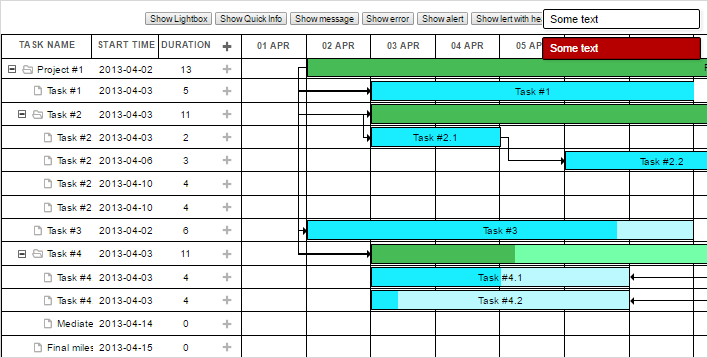 Show Lightbox Show Quick Info Show message Show error Show alert Show lert with he
Some text
Some text
TASK NAME START TIME DURATION 01 APR 02 APR 03 APR 04 APR 05
Project #1 2013-04-02 13
Task #1 2013-04-03 5 Task #1
Task #2 2013-04-03 11
Task #2 2013-04-03 2 Task #2.1
Task #2 2013-04-06 3 Task #2.2
Task #2 2013-04-10 4
Task #2 2013-04-10 4
Task #3 2013-04-02 6 Task #3
Task #4 2013-04-03 11
Task #4 2013-04-03 4 Task #4.1
Task #4 2013-04-03 4 Task #4.2
Mediate 2013-04-14 0
Final miles 2013-04-15 0